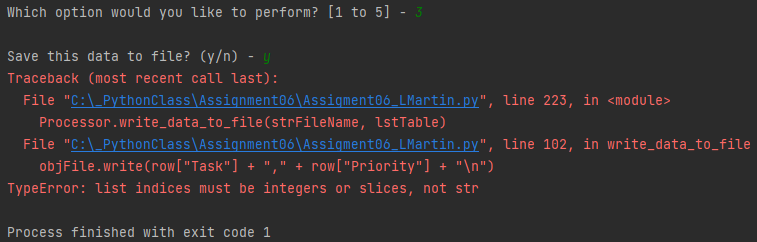 Which option would you like to perform? [1 to 5] - 3
Save this data to file? (y/n) - y
Traceback (most recent call last):
File "C:\_PythonClass\Assignment06\Assigment06_LMartin.py", line 223, in <module>
Processor.write_data_to_file(strFileName, lstTable)
File "C:\_PythonClass\Assignment06\Assigment06_LMartin.py", line 102, in write_data_to_file
objFile.write(row["Task"] + "," + row["Priority"] + "\n")
TypeError: list indices must be integers or slices, not str
Process finished with exit code 1